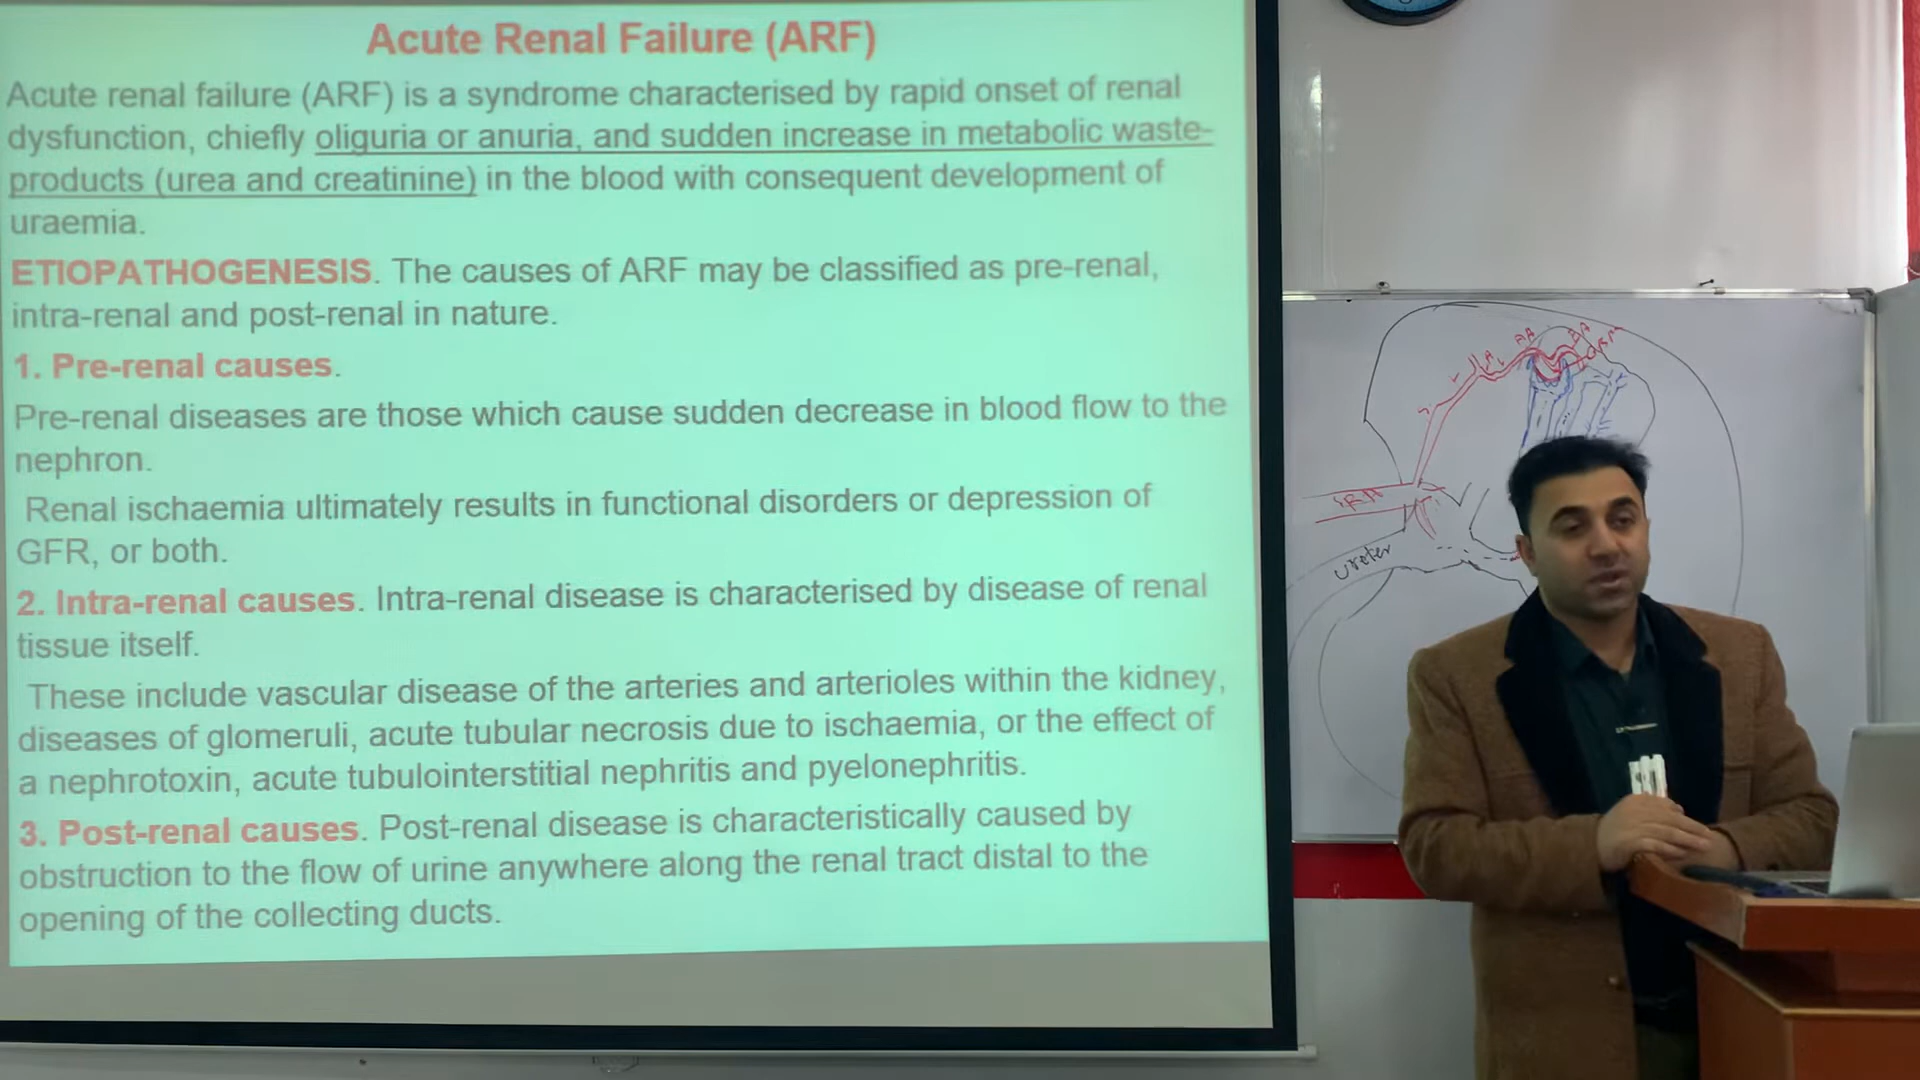 Acute Renal Failure (ARF)
Acute renal failure (ARF) is a syndrome characterised by rapid onset of renal
dysfunction, chiefly oliguria or anuria, and sudden increase in metabolic waste-
products (urea and creatinine) in the blood with consequent development of
uraemia.
ETIOPATHOGENESIS. The causes of ARF may be classified as pre-renal,
intra-renal and post-renal in nature.
1. Pre-renal causes.
Pre-renal diseases are those which cause sudden decrease in blood flow to the
nephron.
Renal ischaemia ultimately results in functional disorders or depression of
GFR, or both.
2. Intra-renal causes. Intra-renal disease is characterised by disease of renal
tissue itself.
These include vascular disease of the arteries and arterioles within the kidney,
diseases of glomeruli, acute tubular necrosis due to ischaemia, or the effect of
a nephrotoxin, acute tubulointerstitial nephritis and pyelonephritis.
3. Post-renal causes. Post-renal disease is characteristically caused by
obstruction to the flow of urine anywhere along the renal tract distal to the
opening of the collecting ducts.
ureter